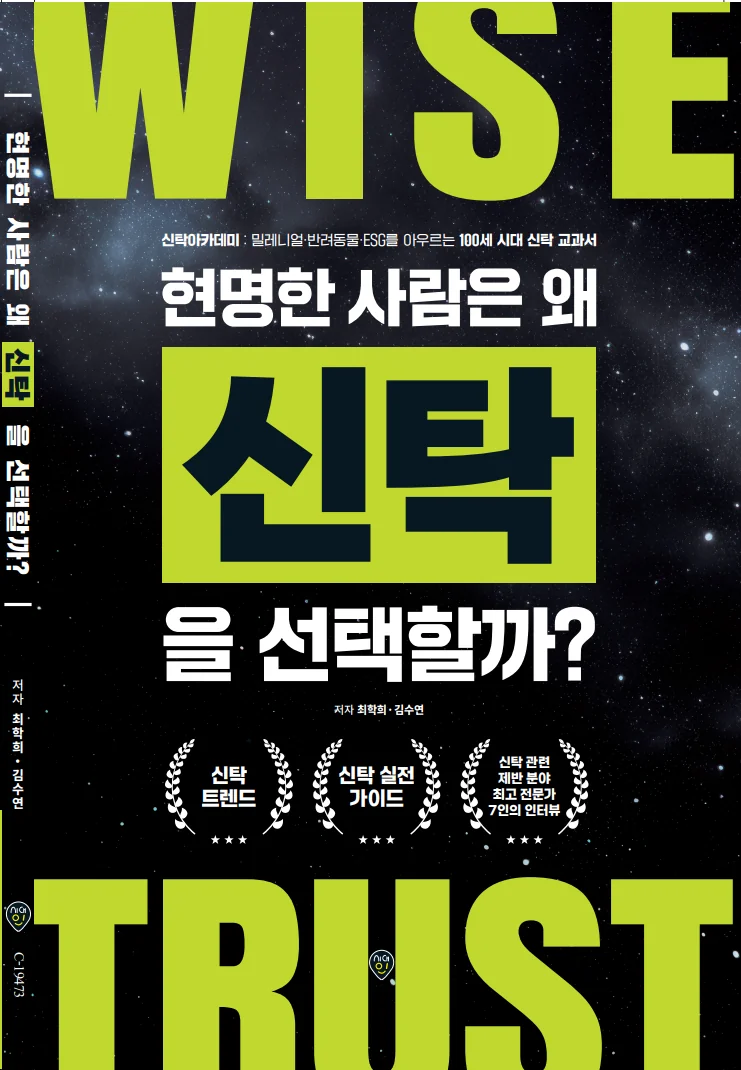 WISE
신탁아카데미 : 밀레니얼·반려동물·ESG를 아우르는 100세 시대 신탁 교과서
현명한 사람은 왜
신탁
을 선택할까?
저자 최학희·김수연
신탁
트렌드
신탁 실전
가이드
신탁 관련
제반 분야
최고 전문가
7인의 인터뷰
TRUST
시대
인
현명한 사람은 왜 신탁 을 선택할까?
저자 최학희·김수연
C-19473